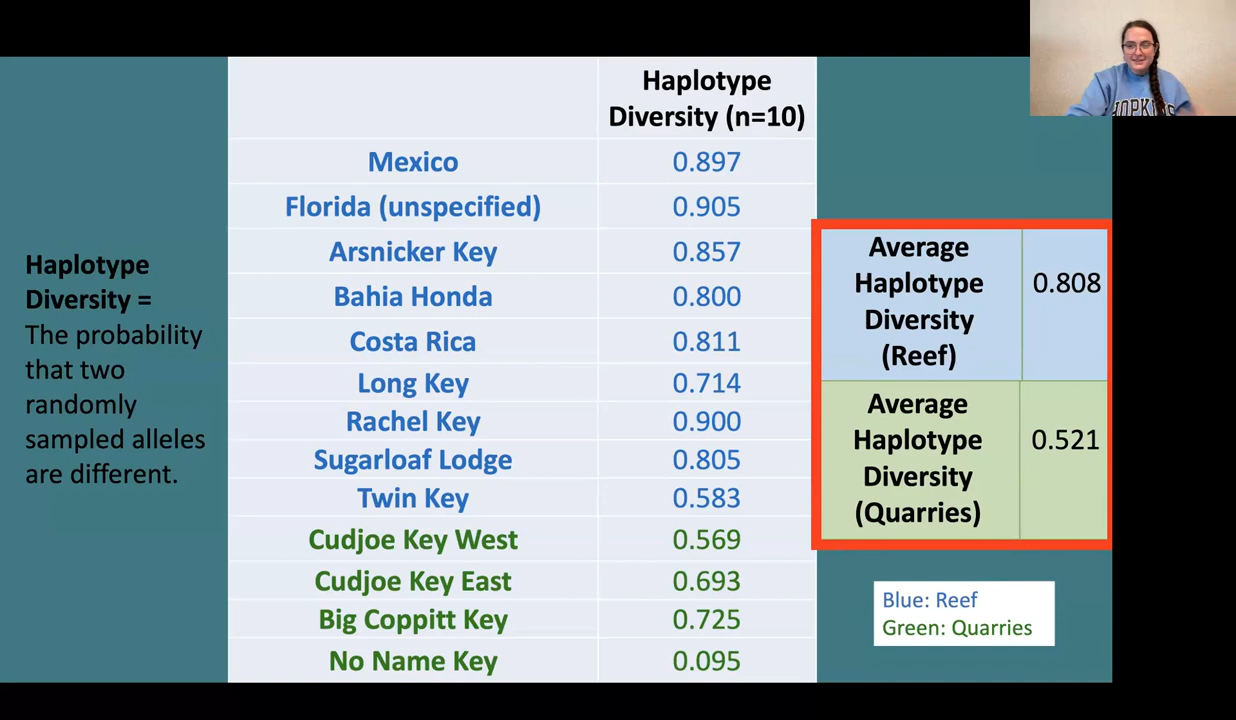 HOPKINS
Haplotype
Diversity (n=10)
Mexico 0.897
Florida (unspecified) 0.905
Arsnicker Key 0.857
Bahia Honda 0.800
Costa Rica 0.811
Long Key 0.714
Rachel Key 0.900
Sugarloaf Lodge 0.805
Twin Key 0.583
Cudjoe Key West 0.569
Cudjoe Key East 0.693
Big Coppitt Key 0.725
No Name Key 0.095
Haplotype
Diversity =
The probability
that two
randomly
sampled alleles
are different.
Average
Haplotype 0.808
Diversity
(Reef)
Average
Haplotype 0.521
Diversity
(Quarries)
Blue: Reef
Green: Quarries